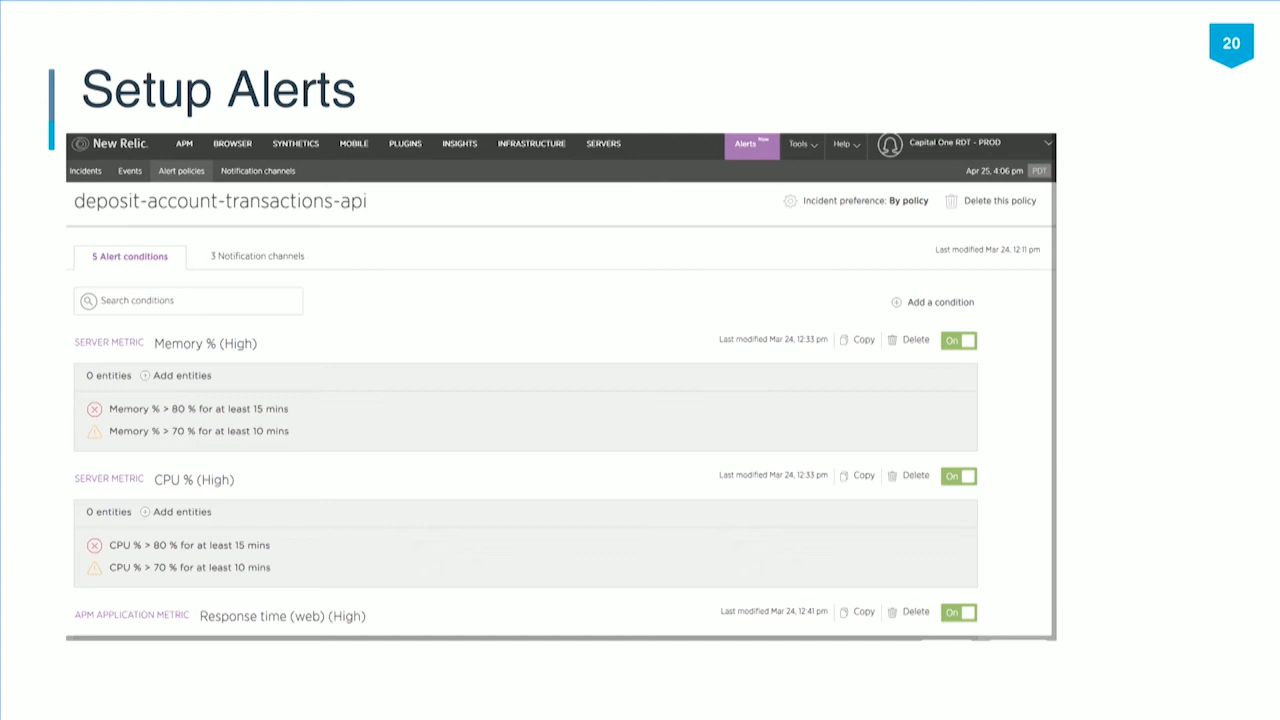 20
Setup Alerts
New Relic. APM BROWSER SYNTHETICS MOBILE PLUGINS INSIGHTS INFRASTRUCTURE SERVERS Alerts New Tools Help Capital One RDT - PROD
Incidents Events Alert policies Notification channels Apr 25, 4:06 pm PDT
deposit-account-transactions-api Incident preference: By policy Delete this policy
5 Alert conditions 3 Notification channels Last modified Mar 24, 12:11 pm
Search conditions Add a condition
SERVER METRIC Memory % (High) Last modified Mar 24, 12:33 pm Copy Delete On
0 entities Add entities
Memory % > 80 % for at least 15 mins
Memory % > 70 % for at least 10 mins
SERVER METRIC CPU % (High) Last modified Mar 24, 12:33 pm Copy Delete On
0 entities Add entities
CPU % > 80 % for at least 15 mins
CPU % > 70 % for at least 10 mins
APM APPLICATION METRIC Response time (web) (High) Last modified Mar 24, 12:41 pm Copy Delete On